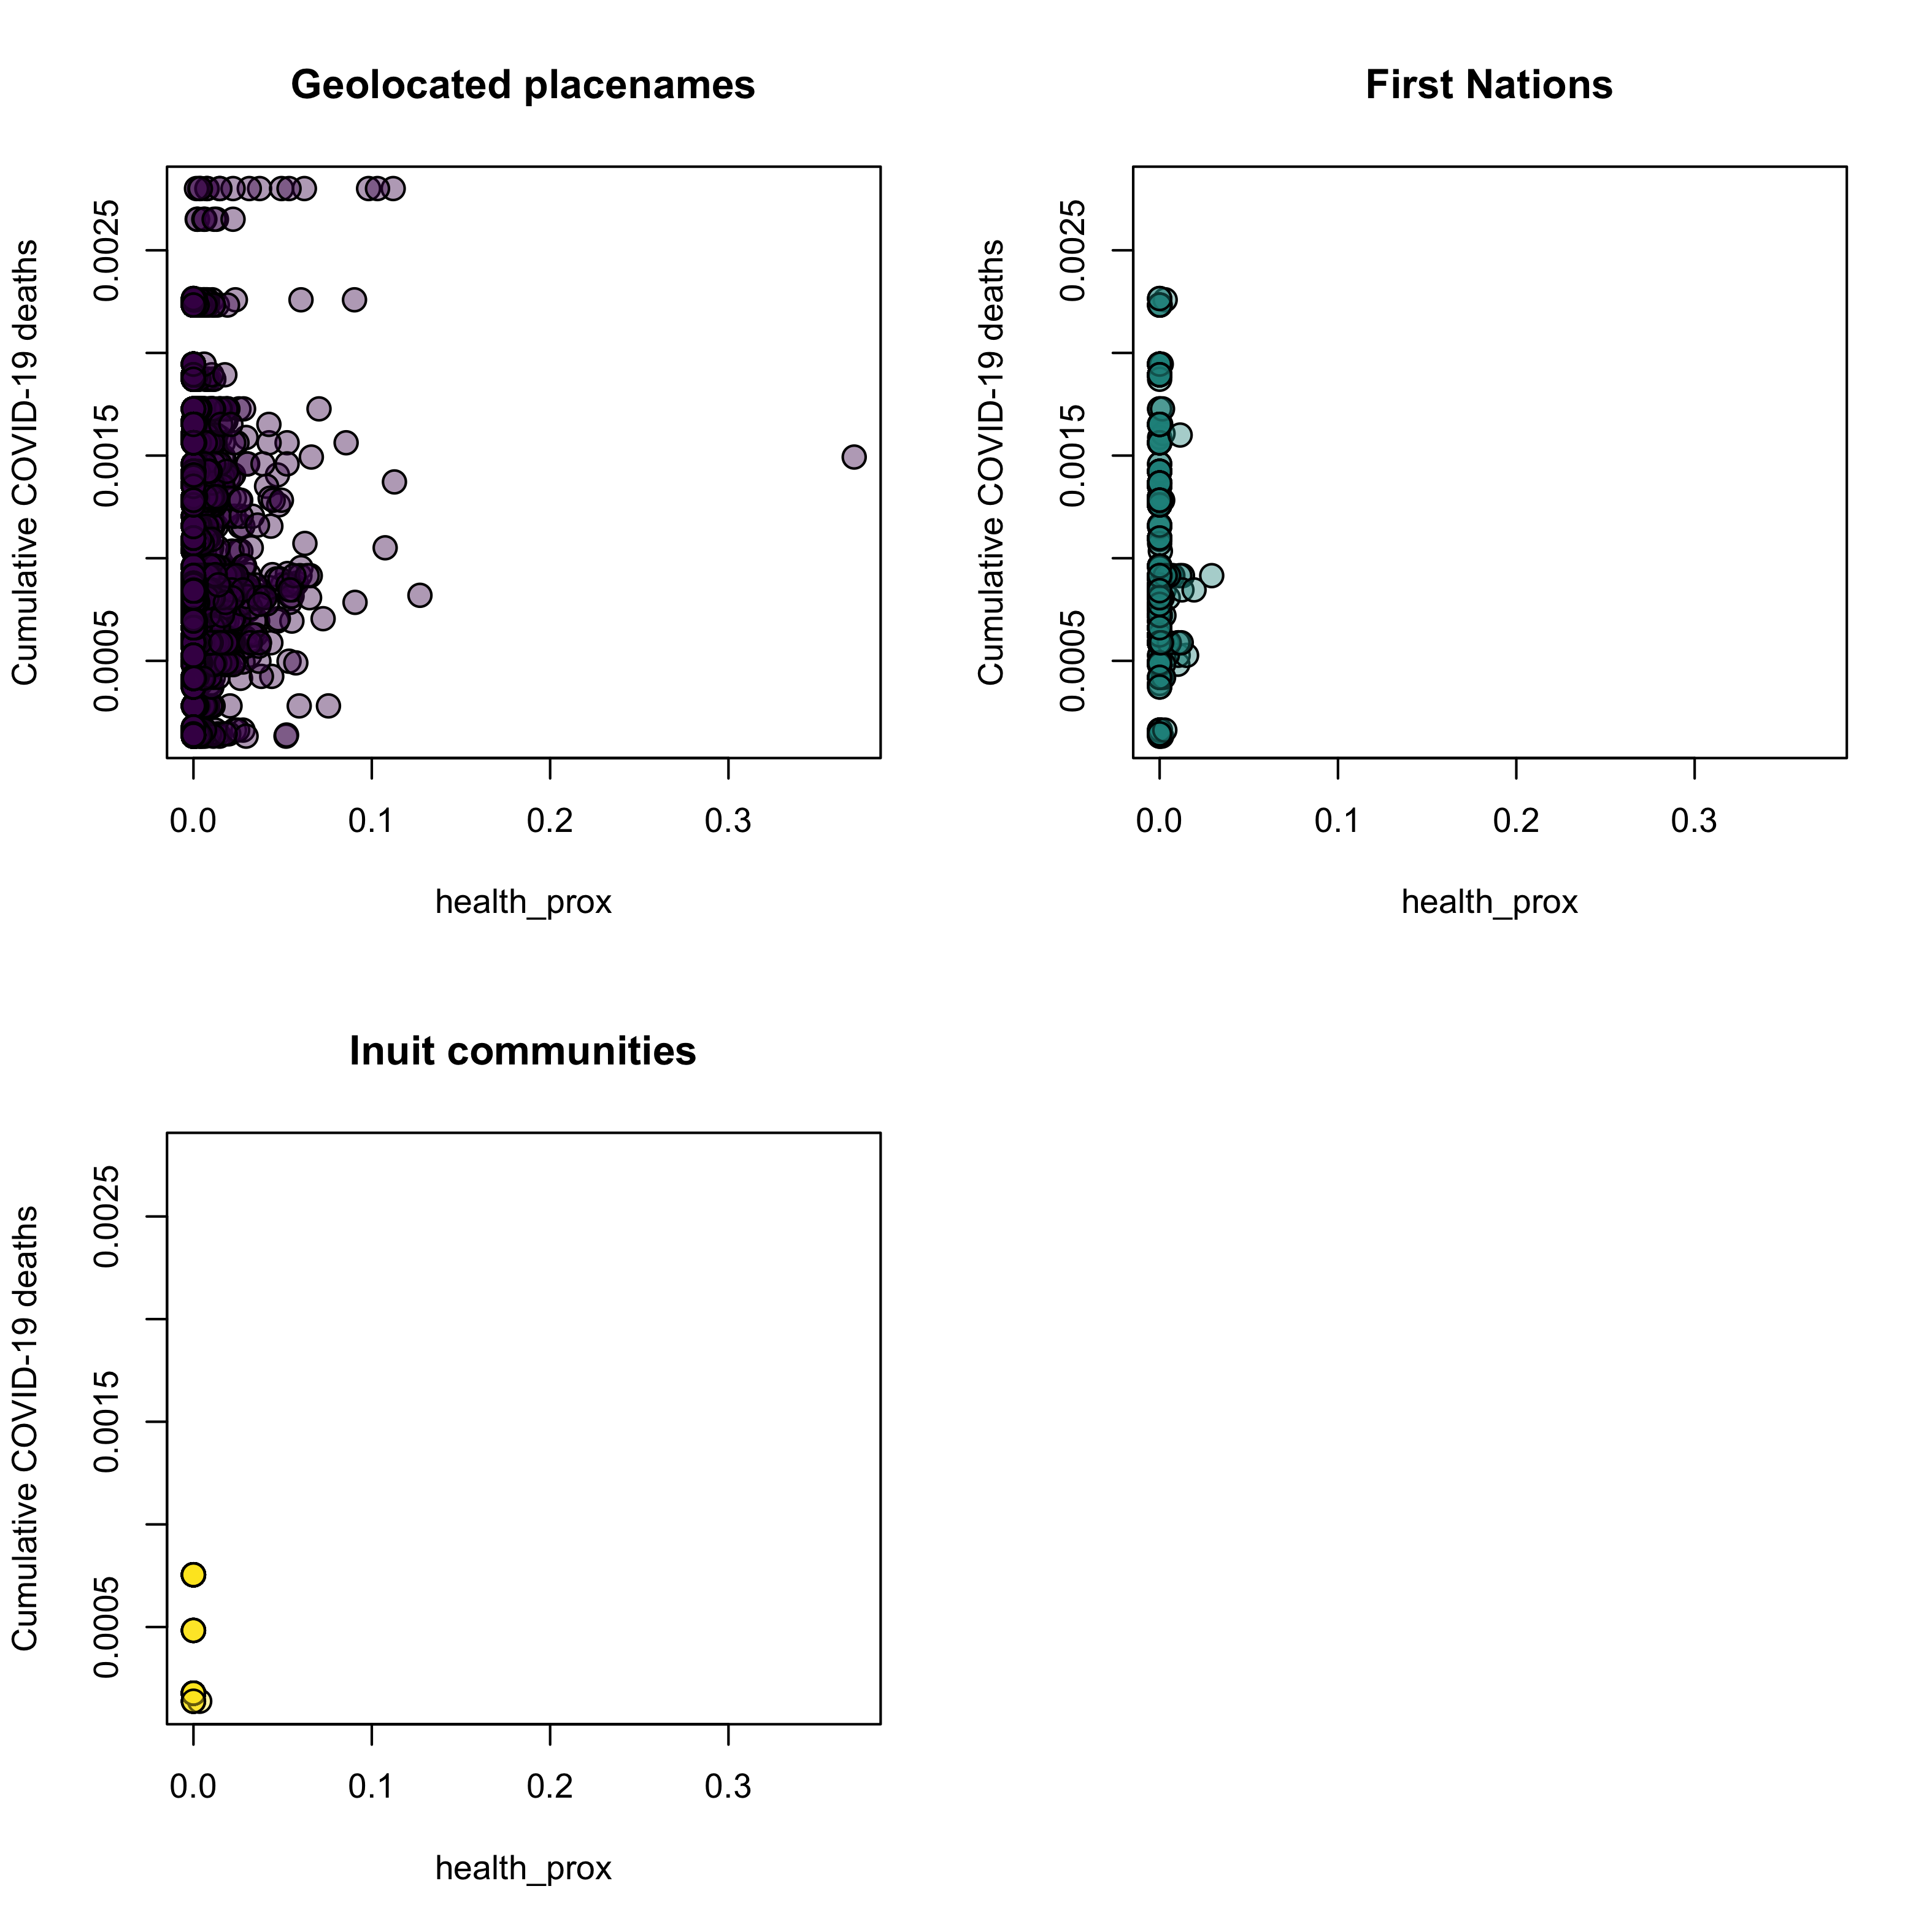 Geolocated placenames
Cumulative COVID-19 deaths
0.0025
0.0015
0.0005
0.0 0.1 0.2 0.3
health_prox
First Nations
Cumulative COVID-19 deaths
0.0025
0.0015
0.0005
0.0 0.1 0.2 0.3
health_prox
Inuit communities
Cumulative COVID-19 deaths
0.0025
0.0015
0.0005
0.0 0.1 0.2 0.3
health_prox